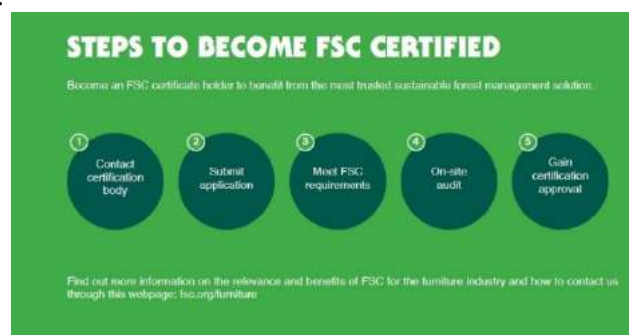 STEPS TO BECOME FSC CERTIFIED
Become an FSC certificate holder to benefit from the most trusted sustainable forest management solution.
1
Contact
certification
body
2
Submit
application
3
Meet FSC
requirements
4
On-site
audit
5
Gain
certification
approval
Find out more information on the relevance and benefits of FSC for the furniture industry and how to contact us
through this webpage: fsc.org/furniture